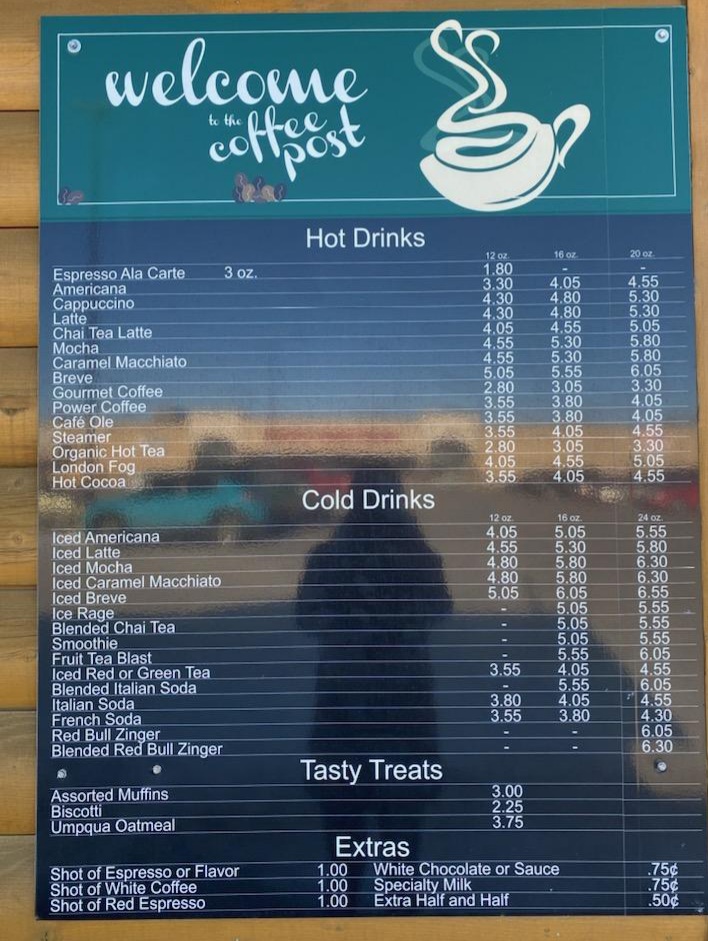 welcome
to the
coffee
post
Hot Drinks
12 oz. 16 oz. 20 oz.
Espresso Ala Carte 3 oz. 1.80 - -
Americana 3.30 4.05 4.55
Cappuccino 4.30 4.80 5.30
Latte 4.30 4.80 5.30
Chai Tea Latte 4.05 4.55 5.05
Mocha 4.55 5.30 5.80
Caramel Macchiato 4.55 5.30 5.80
Breve 5.05 5.55 6.05
Gourmet Coffee 2.80 3.05 3.30
Power Coffee 3.55 3.80 4.05
Café Ole 3.55 3.80 4.05
Steamer 3.55 4.05 4.55
Organic Hot Tea 2.80 3.05 3.30
London Fog 4.05 4.55 5.05
Hot Cocoa 3.55 4.05 4.55
Cold Drinks
12 oz. 16 oz. 24 oz.
Iced Americana 4.05 5.05 5.55
Iced Latte 4.55 5.30 5.80
Iced Mocha 4.80 5.80 6.30
Iced Caramel Macchiato 4.80 5.80 6.30
Iced Breve 5.05 6.05 6.55
Ice Rage - 5.05 5.55
Blended Chai Tea - 5.05 5.55
Smoothie - 5.05 5.55
Fruit Tea Blast - 5.55 6.05
Iced Red or Green Tea 3.55 4.05 4.55
Blended Italian Soda - 5.55 6.05
Italian Soda 3.80 4.05 4.55
French Soda 3.55 3.80 4.30
Red Bull Zinger - - 6.05
Blended Red Bull Zinger - - 6.30
Tasty Treats
Assorted Muffins 3.00
Biscotti 2.25
Umpqua Oatmeal 3.75
Extras
Shot of Espresso or Flavor 1.00 White Chocolate or Sauce .75¢
Shot of White Coffee 1.00 Specialty Milk .75¢
Shot of Red Espresso 1.00 Extra Half and Half .50¢